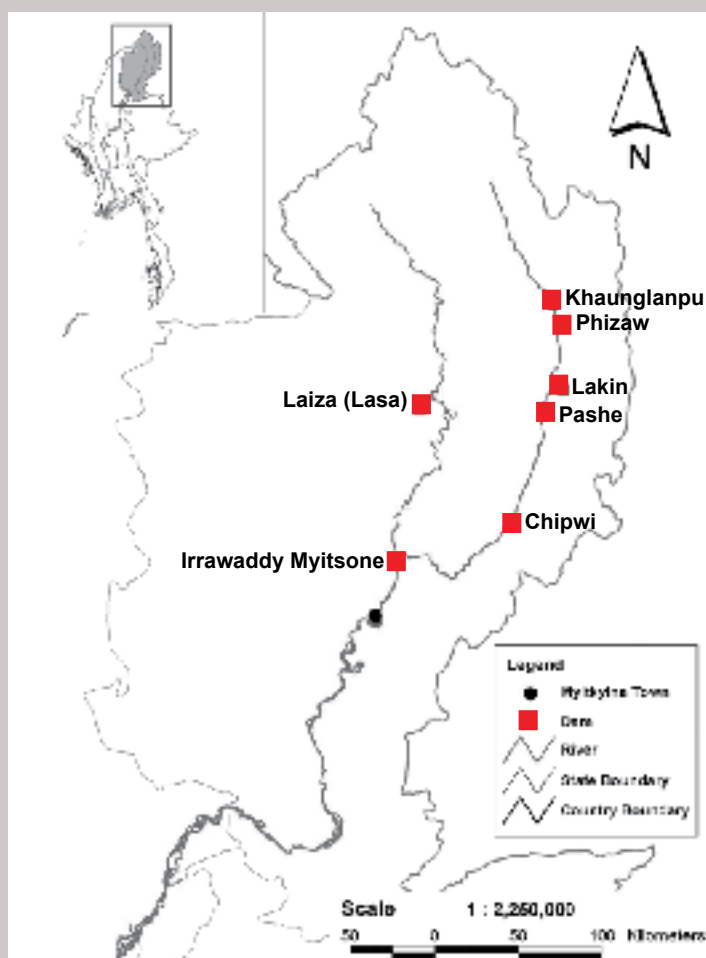 N
Khaunglanpu
Phizaw
Lakin
Laiza (Lasa)
Pashe
Chipwi
Irrawaddy Myitsone
Legend
Myitkyina Town
Dam
River
State Boundary
Country Boundary
Scale 1 : 2,250,000
50 0 50 100 Kilometers